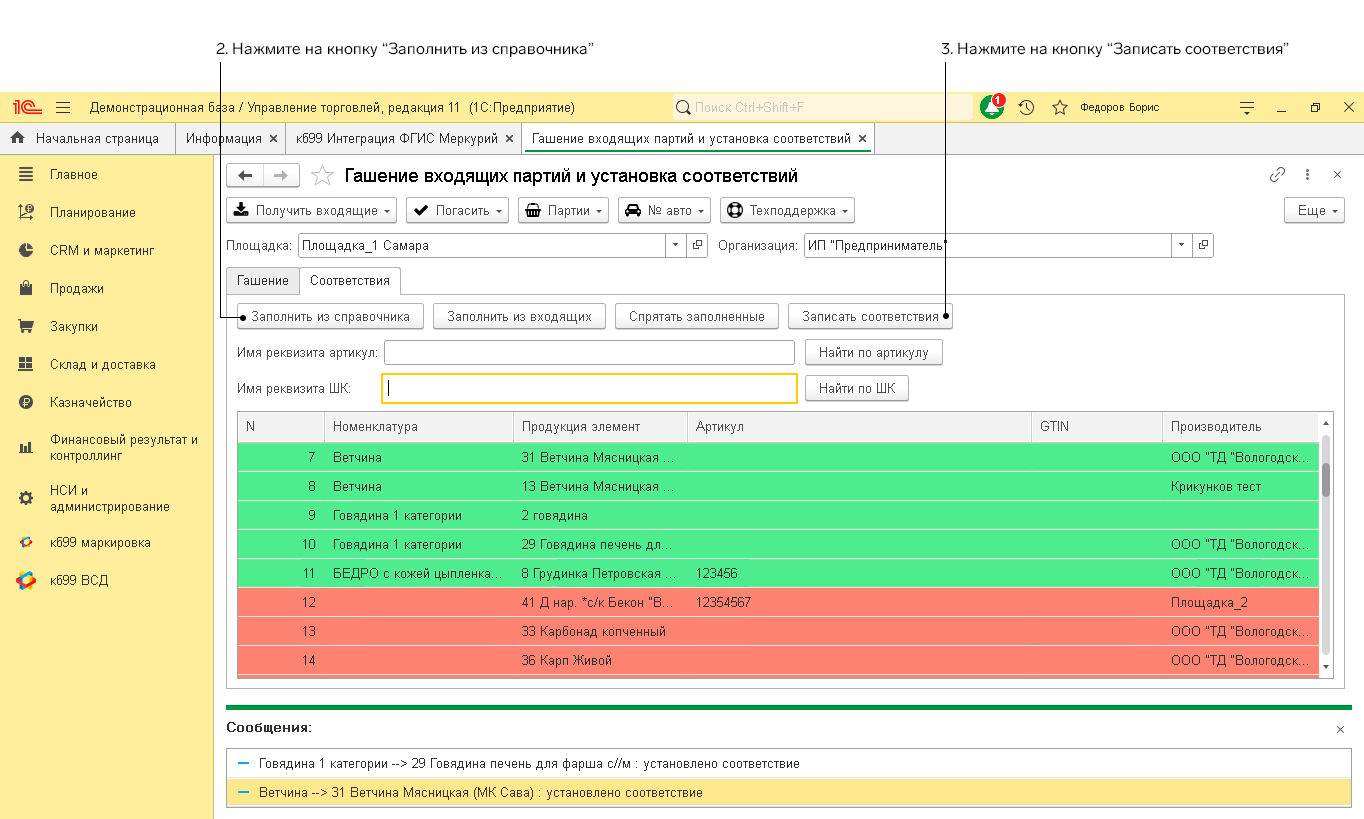 2. Нажмите на кнопку “Заполнить из справочника”
3. Нажмите на кнопку “Записать соответствия”
1С Демонстрационная база / Управление торговлей, редакция 11 (1С:Предприятие)
Поиск Ctrl+Shift+F
1
Федоров Борис
Начальная страница
Информация ×
к699 Интеграция ФГИС Меркурий ×
Гашение входящих партий и установка соответствий ×
Главное
Планирование
CRM и маркетинг
Продажи
Закупки
Склад и доставка
Казначейство
Финансовый результат и
контроллинг
НСИ и
администрирование
к699 маркировка
к699 ВСД
Гашение входящих партий и установка соответствий
Получить входящие
Погасить
Партии
№ авто
Техподдержка
Еще
Площадка: Площадка_1 Самара
Организация: ИП "Предприниматель"
Гашение
Соответствия
Заполнить из справочника
Заполнить из входящих
Спрятать заполненные
Записать соответствия
Имя реквизита артикул:
Найти по артикулу
Имя реквизита ШК:
Найти по ШК
N Номенклатура Продукция элемент Артикул GTIN Производитель
7 Ветчина 31 Ветчина Мясницкая ... ООО "ТД "Вологодск...
8 Ветчина 13 Ветчина Мясницкая ... Крикунков тест
9 Говядина 1 категории 2 говядина
10 Говядина 1 категории 29 Говядина печень дл... ООО "ТД "Вологодск...
11 БЕДРО с кожей цыпленка... 8 Грудинка Петровская ... 123456 ООО "ТД "Вологодск...
12 41 Д нар. *с/к Бекон "В... 12354567 Площадка_2
13 33 Карбонад копченный ООО "ТД "Вологодск...
14 36 Карп Живой ООО "ТД "Вологодск...
Сообщения:
Говядина 1 категории --> 29 Говядина печень для фарша с//м : установлено соответствие
Ветчина --> 31 Ветчина Мясницкая (МК Сава) : установлено соответствие